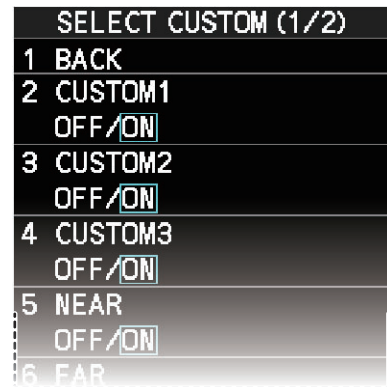 SELECT CUSTOM (1/2)
1 BACK
2 CUSTOM1
OFF/ON
3 CUSTOM2
OFF/ON
4 CUSTOM3
OFF/ON
5 NEAR
OFF/ON
6 FAR